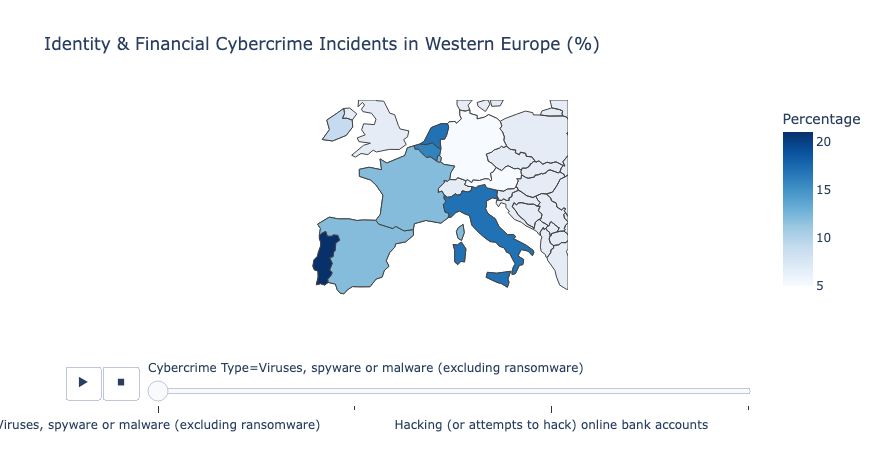 Identity & Financial Cybercrime Incidents in Western Europe (%)
Percentage
20
15
10
5
Cybercrime Type=Viruses, spyware or malware (excluding ransomware)
Viruses, spyware or malware (excluding ransomware)
Hacking (or attempts to hack) online bank accounts